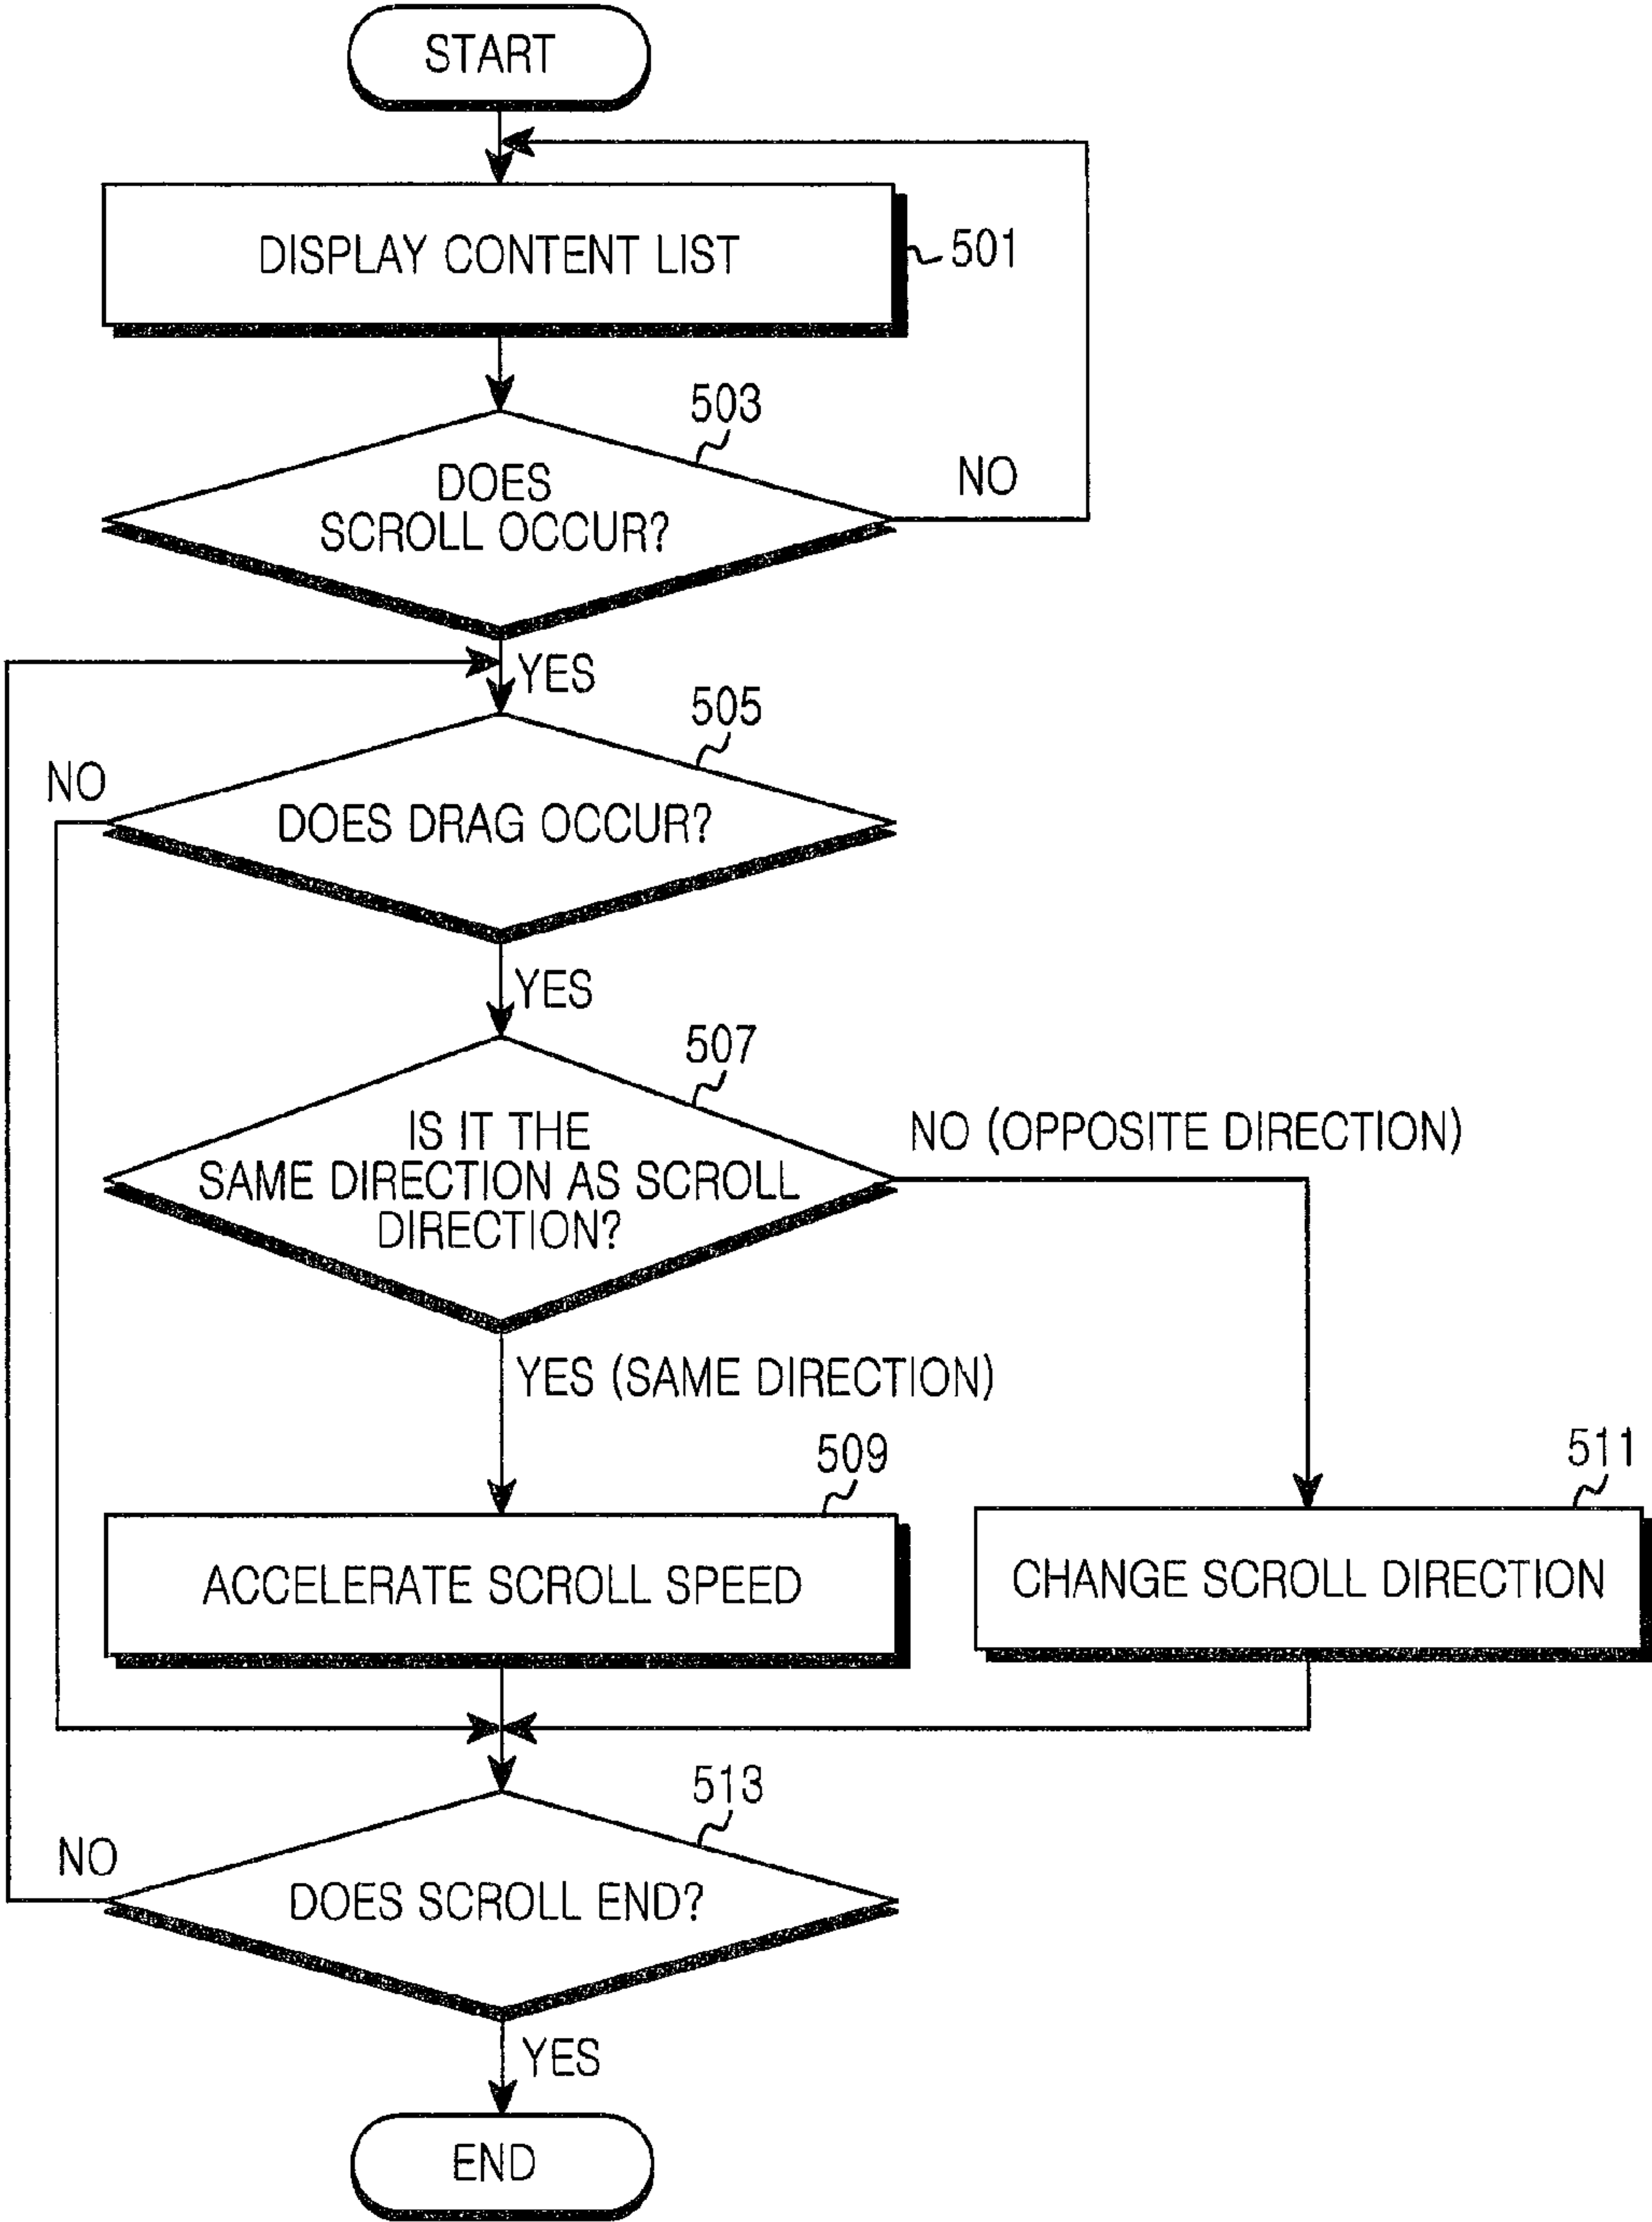 START
DISPLAY CONTENT LIST
501
503
DOES
SCROLL OCCUR?
NO
YES
505
NO
DOES DRAG OCCUR?
YES
507
IS IT THE
SAME DIRECTION AS SCROLL
DIRECTION?
NO (OPPOSITE DIRECTION)
YES (SAME DIRECTION)
509
511
ACCELERATE SCROLL SPEED
CHANGE SCROLL DIRECTION
513
NO
DOES SCROLL END?
YES
END